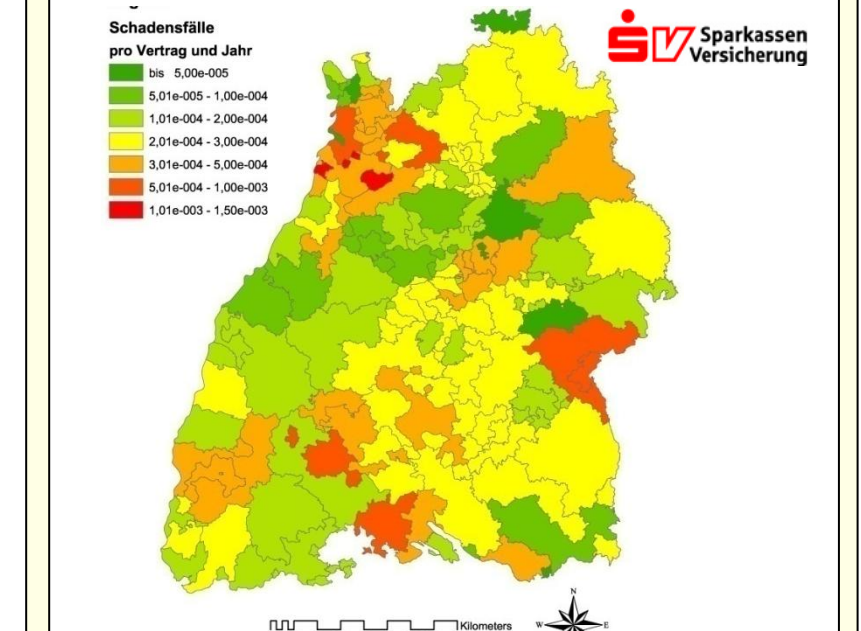 Schadensfälle
pro Vertrag und Jahr
bis 5,00e-005
5,01e-005 - 1,00e-004
1,01e-004 - 2,00e-004
2,01e-004 - 3,00e-004
3,01e-004 - 5,00e-004
5,01e-004 - 1,00e-003
1,01e-003 - 1,50e-003
Sparkassen
Versicherung
Kilometers
N
W
E